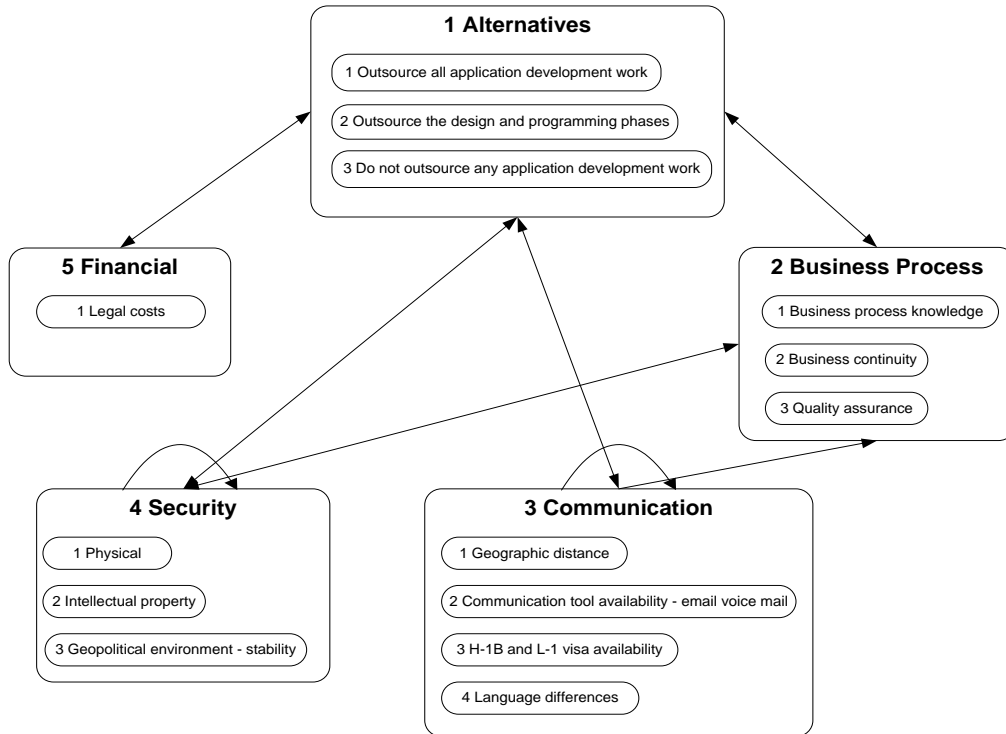 1 Alternatives
1 Outsource all application development work
2 Outsource the design and programming phases
3 Do not outsource any application development work
5 Financial
1 Legal costs
2 Business Process
1 Business process knowledge
2 Business continuity
3 Quality assurance
4 Security
1 Physical
2 Intellectual property
3 Geopolitical environment - stability
3 Communication
1 Geographic distance
2 Communication tool availability - email voice mail
3 H-1B and L-1 visa availability
4 Language differences